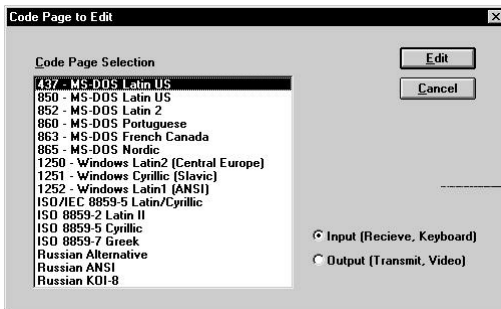 Code Page to Edit
Code Page Selection
437 - MS-DOS Latin US
850 - MS-DOS Latin US
852 - MS-DOS Latin 2
860 - MS-DOS Portuguese
863 - MS-DOS French Canada
865 - MS-DOS Nordic
1250 - Windows Latin2 (Central Europe)
1251 - Windows Cyrillic (Slavic)
1252 - Windows Latin1 (ANSI)
ISO/IEC 8859-5 Latin/Cyrillic
ISO 8859-2 Latin II
ISO 8859-5 Cyrillic
ISO 8859-7 Greek
Russian Alternative
Russian ANSI
Russian KOI-8
Edit
Cancel
Input (Recieve, Keyboard)
Output (Transmit, Video)